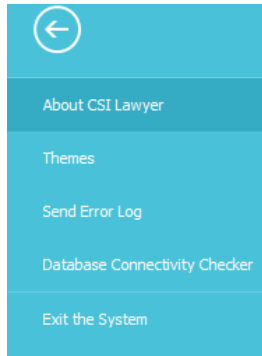 About CSI Lawyer
Themes
Send Error Log
Database Connectivity Checker
Exit the System